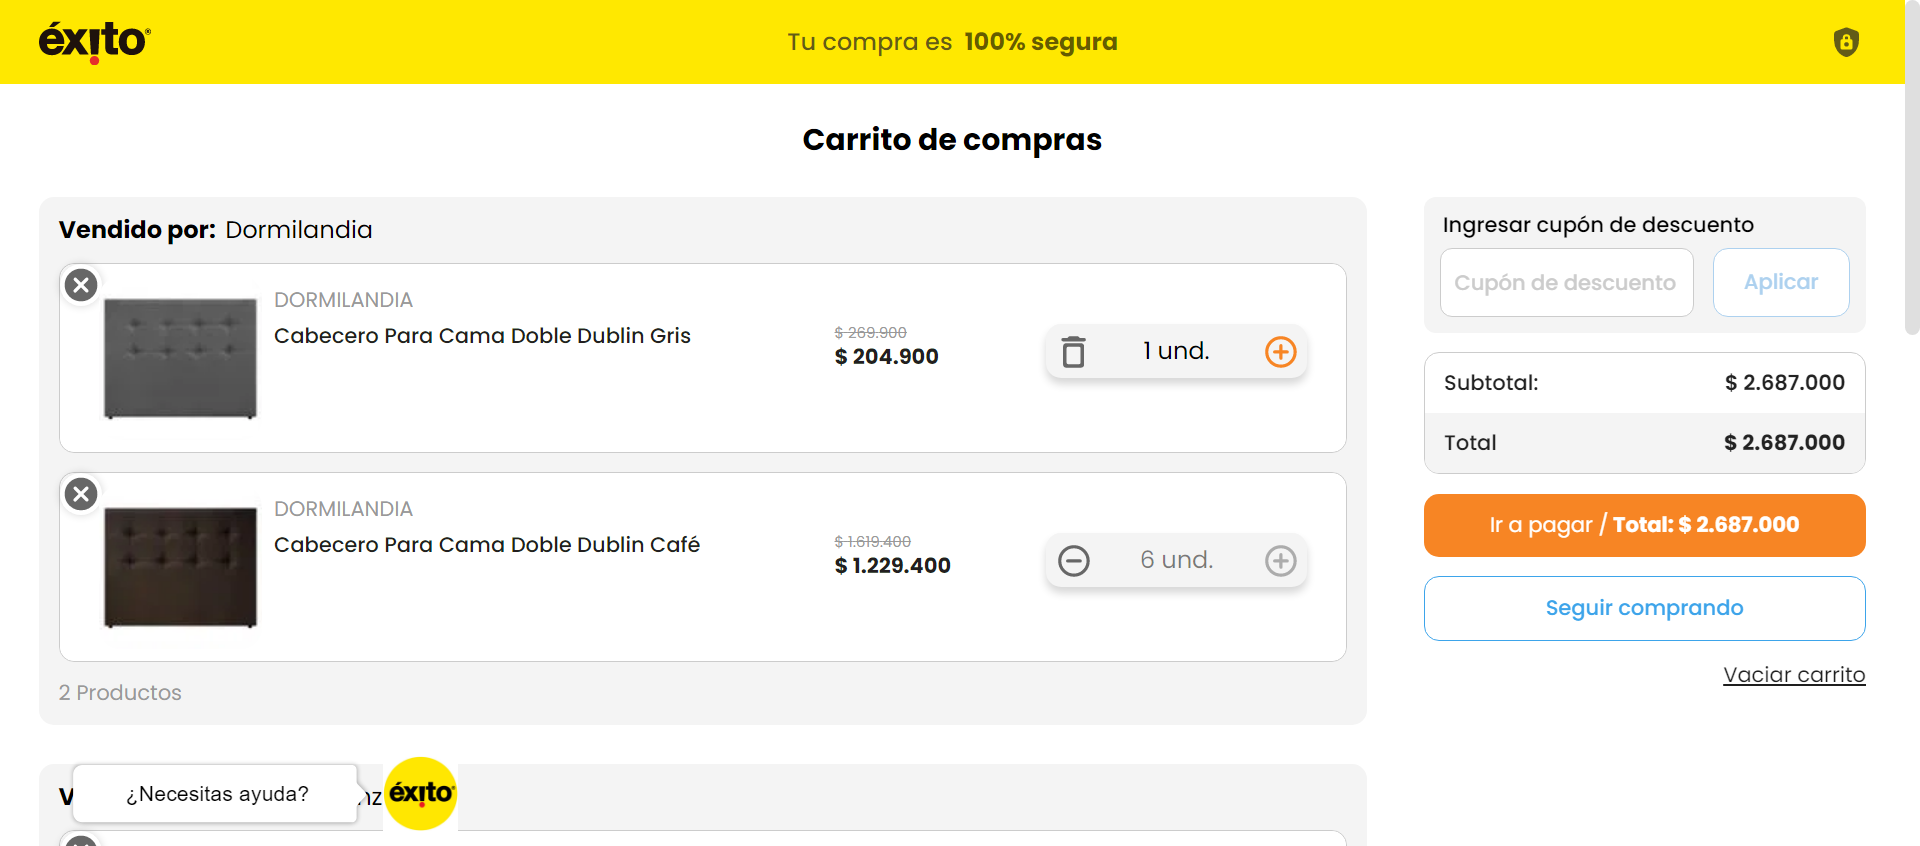 éxito
Tu compra es 100% segura
Carrito de compras
Vendido por: Dormilandia
DORMILANDIA
Cabecero Para Cama Doble Dublin Gris
$ 269.900
$ 204.900
1 und.
DORMILANDIA
Cabecero Para Cama Doble Dublin Café
$ 1.619.400
$ 1.229.400
6 und.
2 Productos
¿Necesitas ayuda?
éxito
Ingresar cupón de descuento
Cupón de descuento
Aplicar
Subtotal: $ 2.687.000
Total $ 2.687.000
Ir a pagar / Total: $ 2.687.000
Seguir comprando
Vaciar carrito